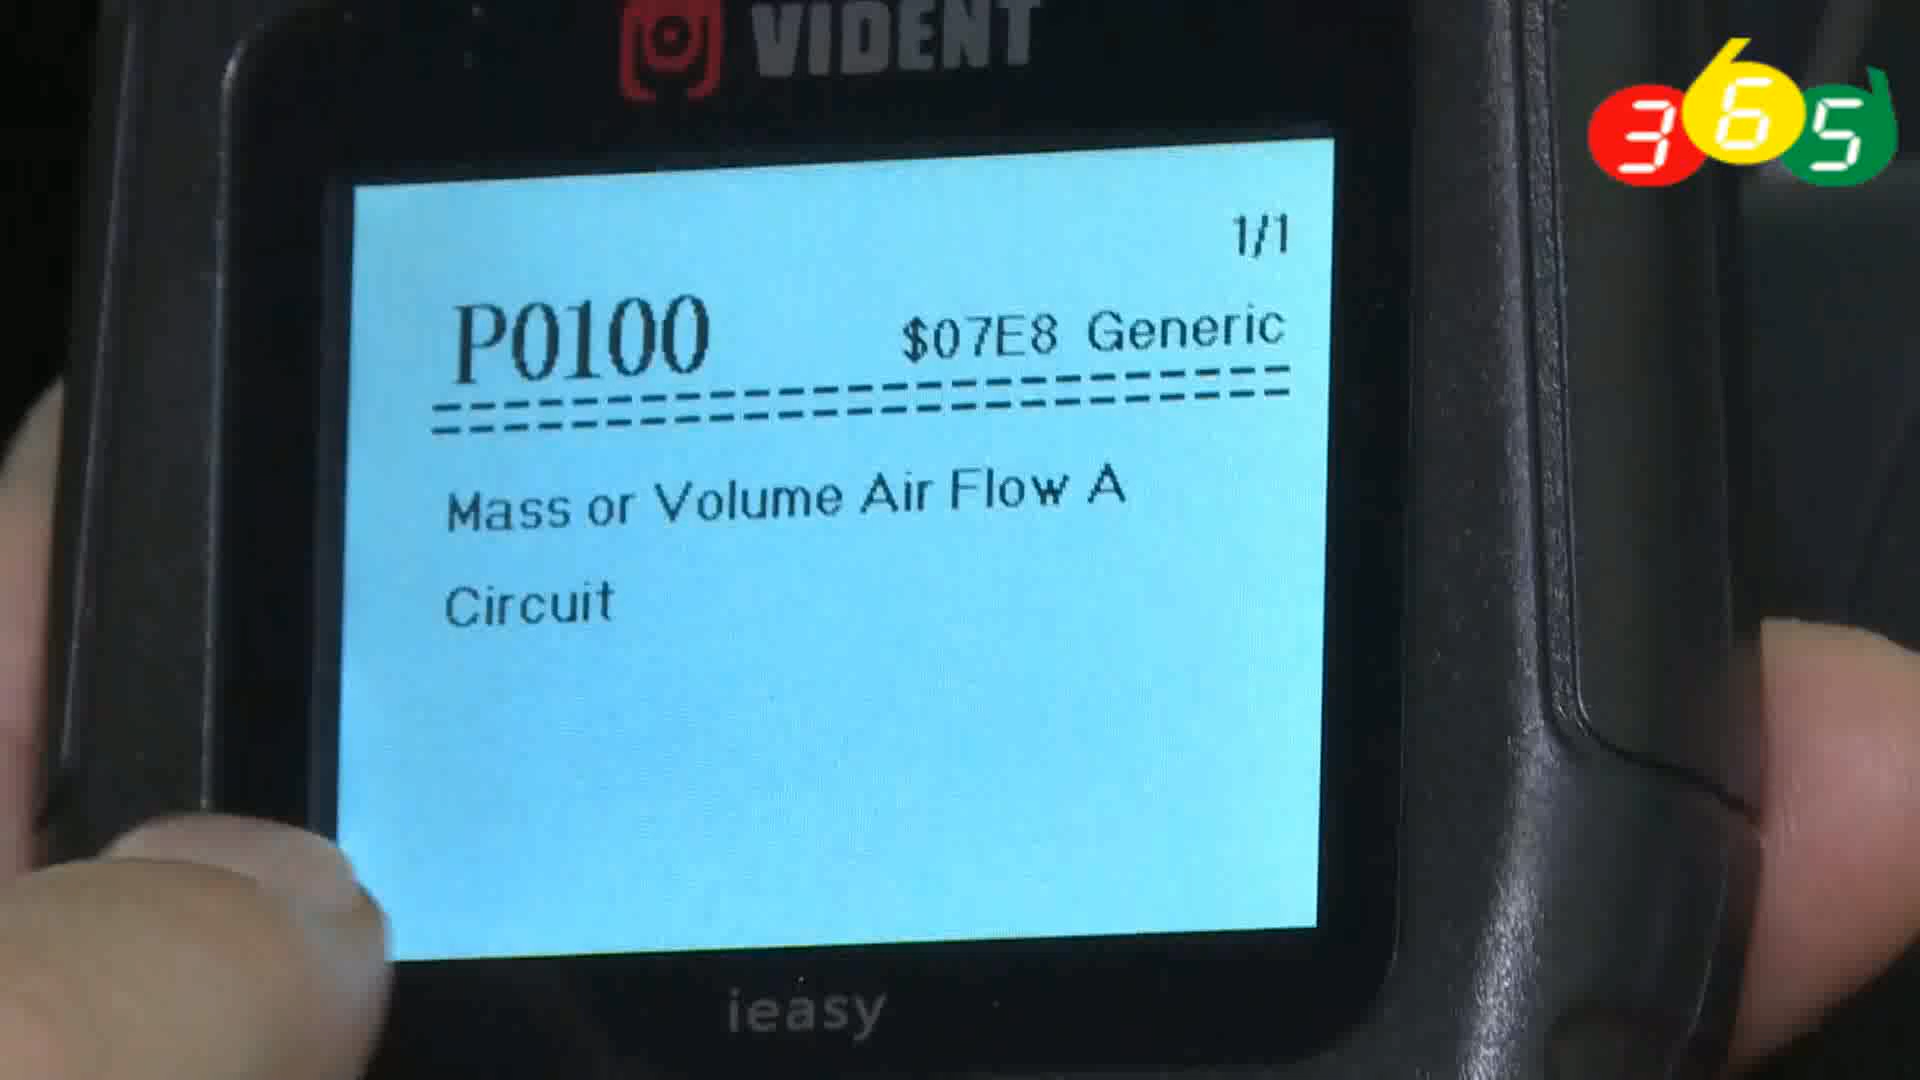 VIDENT
365
1/1
P0100 $07E8 Generic
Mass or Volume Air Flow A
Circuit
ieasy